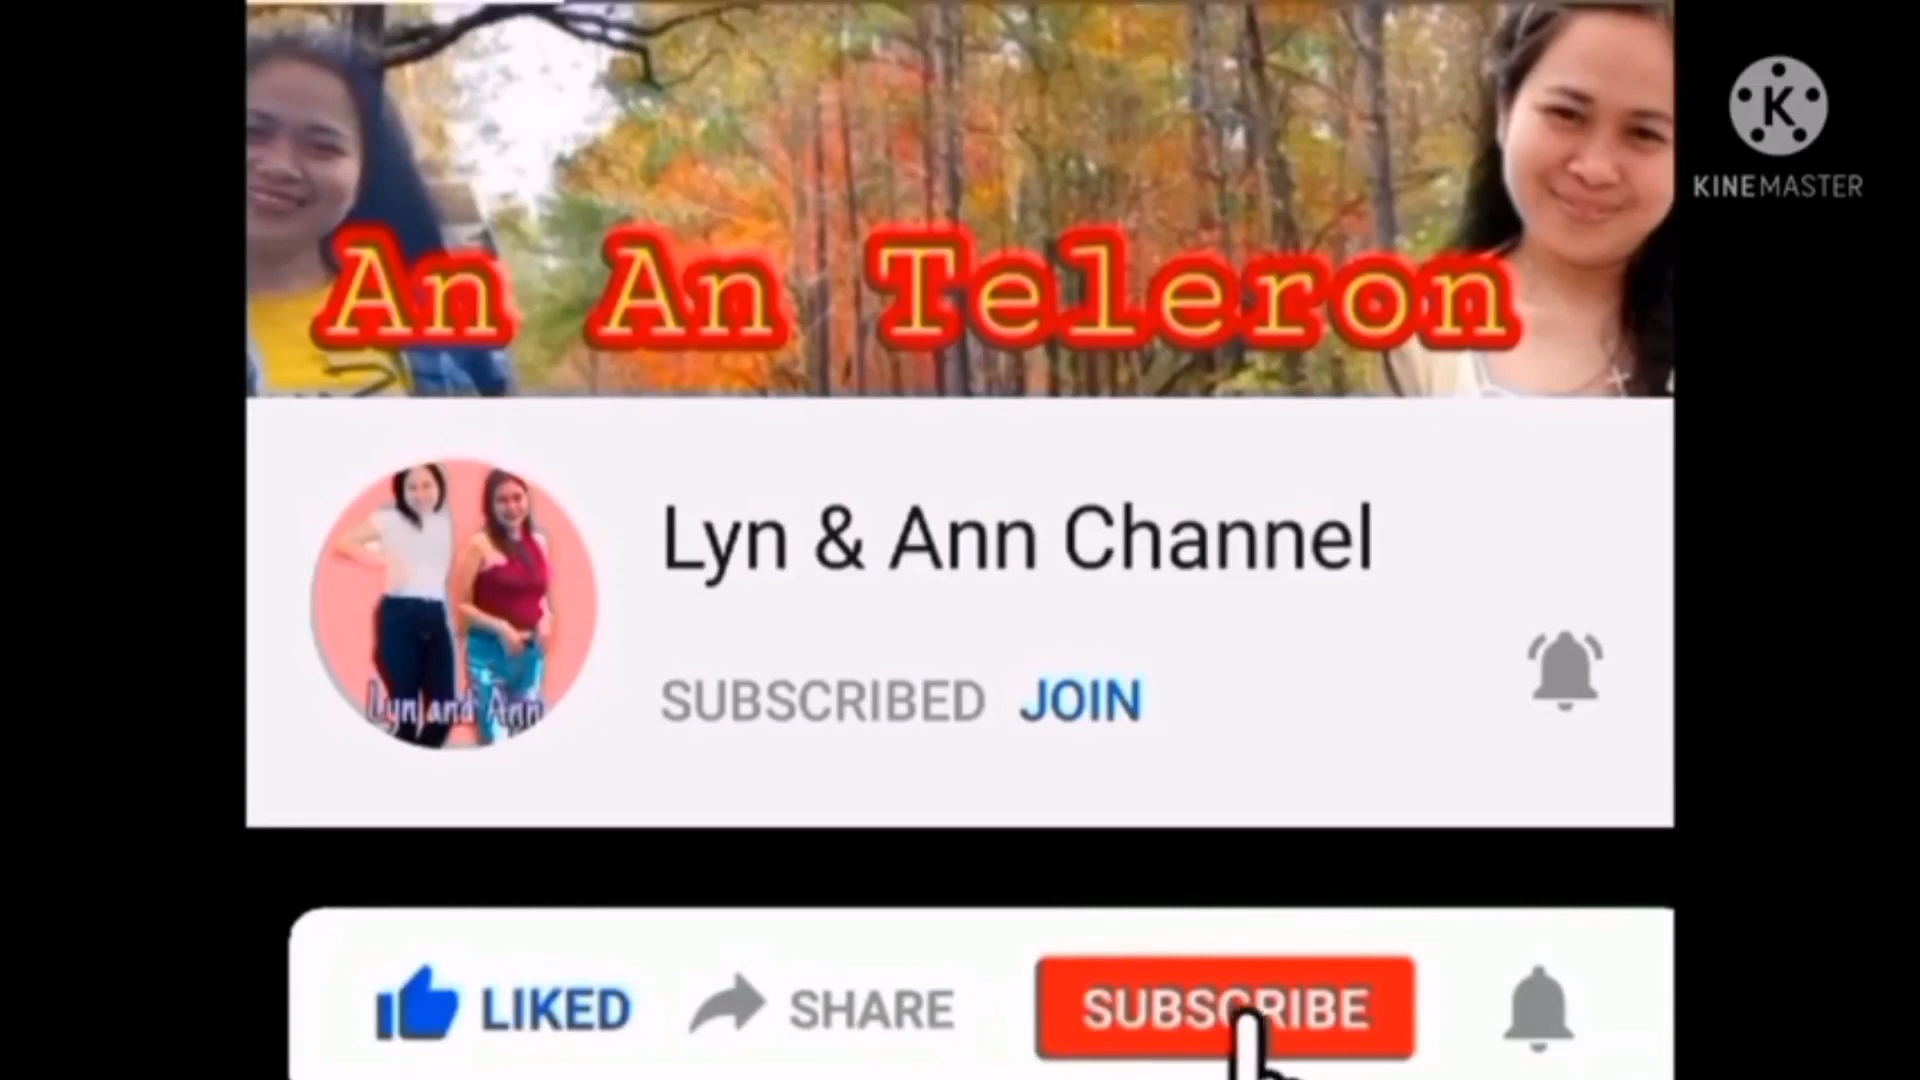 K
KINEMASTER
An An Teleron
Lyn & Ann Channel
Lyn and Ann
SUBSCRIBED JOIN
LIKED SHARE SUBSCRIBE